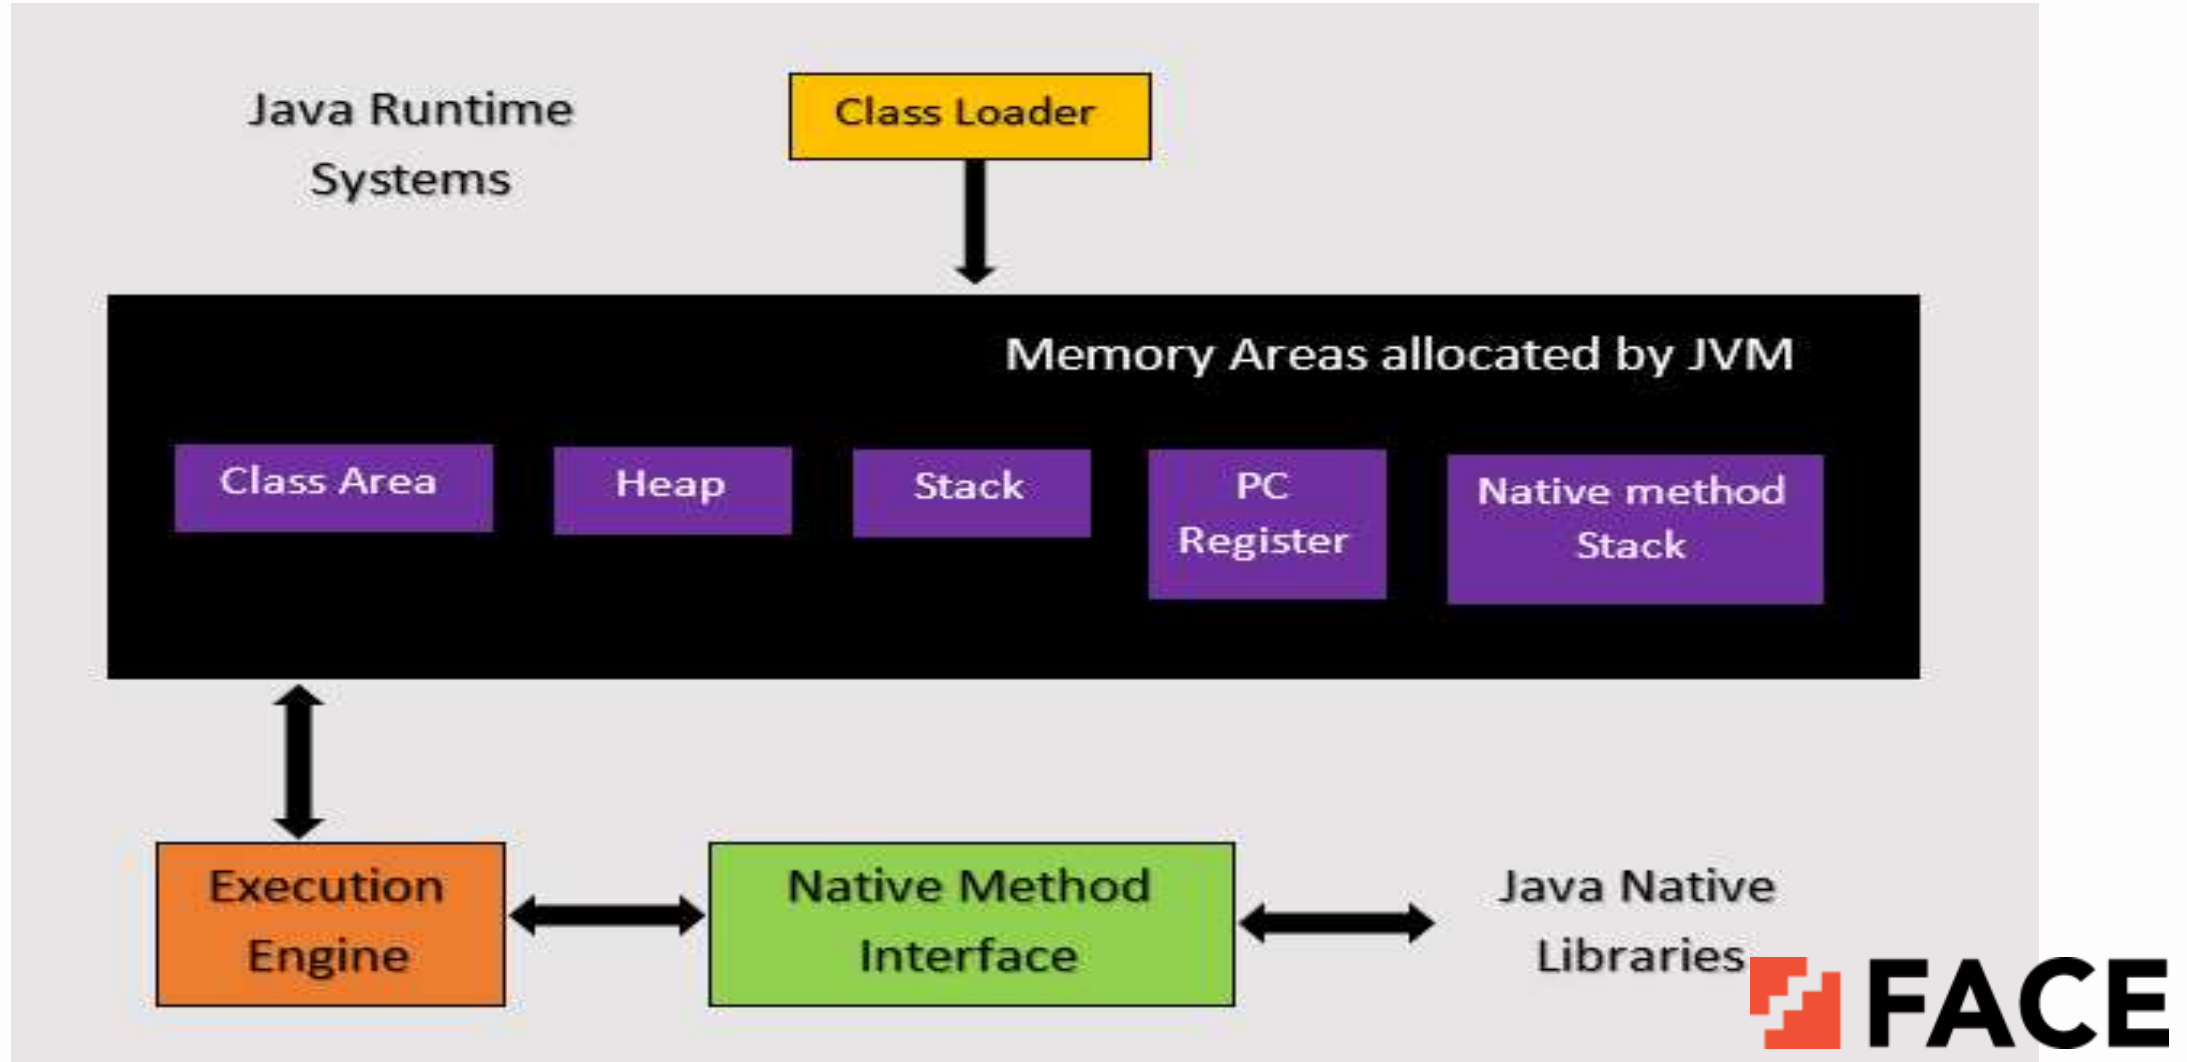 Java Runtime
Systems
Class Loader
Memory Areas allocated by JVM
Class Area
Heap
Stack
PC
Register
Native method
Stack
Execution
Engine
Native Method
Interface
Java Native
Libraries
FACE